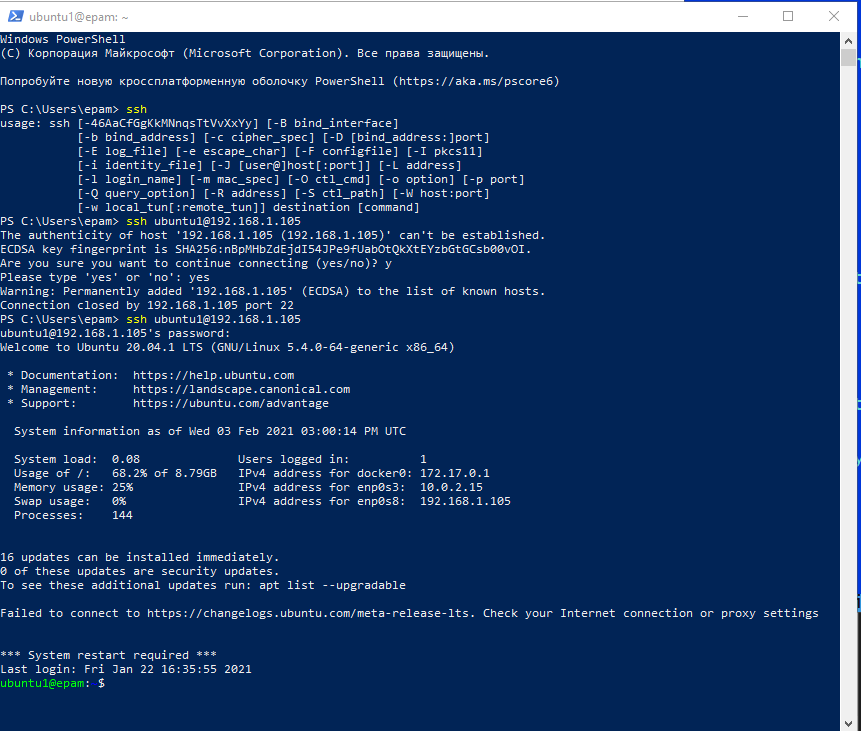 ubuntu1@epam: ~
Windows PowerShell
(C) Корпорация Майкрософт (Microsoft Corporation). Все права защищены.
Попробуйте новую кроссплатформенную оболочку PowerShell (https://aka.ms/pscore6)
PS C:\Users\epam> ssh
usage: ssh [-46AaCfGgKkMNnqsTtVvXxYy] [-B bind_interface]
           [-b bind_address] [-c cipher_spec] [-D [bind_address:]port]
           [-E log_file] [-e escape_char] [-F configfile] [-I pkcs11]
           [-i identity_file] [-J [user@]host[:port]] [-L address]
           [-l login_name] [-m mac_spec] [-O ctl_cmd] [-o option] [-p port]
           [-Q query_option] [-R address] [-S ctl_path] [-W host:port]
           [-w local_tun[:remote_tun]] destination [command]
PS C:\Users\epam> ssh ubuntu1@192.168.1.105
The authenticity of host '192.168.1.105 (192.168.1.105)' can't be established.
ECDSA key fingerprint is SHA256:nBpMHbZdEjdI54JPe9fUabOtQkXtEYzbGtGCsb00vOI.
Are you sure you want to continue connecting (yes/no)? y
Please type 'yes' or 'no': yes
Warning: Permanently added '192.168.1.105' (ECDSA) to the list of known hosts.
Connection closed by 192.168.1.105 port 22
PS C:\Users\epam> ssh ubuntu1@192.168.1.105
ubuntu1@192.168.1.105's password:
Welcome to Ubuntu 20.04.1 LTS (GNU/Linux 5.4.0-64-generic x86_64)
 * Documentation:  https://help.ubuntu.com
 * Management:     https://landscape.canonical.com
 * Support:        https://ubuntu.com/advantage
  System information as of Wed 03 Feb 2021 03:00:14 PM UTC
  System load:  0.08              Users logged in:          1
  Usage of /:   68.2% of 8.79GB   IPv4 address for docker0: 172.17.0.1
  Memory usage: 25%               IPv4 address for enp0s3:  10.0.2.15
  Swap usage:   0%                IPv4 address for enp0s8:  192.168.1.105
  Processes:    144
16 updates can be installed immediately.
0 of these updates are security updates.
To see these additional updates run: apt list --upgradable
Failed to connect to https://changelogs.ubuntu.com/meta-release-lts. Check your Internet connection or proxy settings
*** System restart required ***
Last login: Fri Jan 22 16:35:55 2021
ubuntu1@epam: $